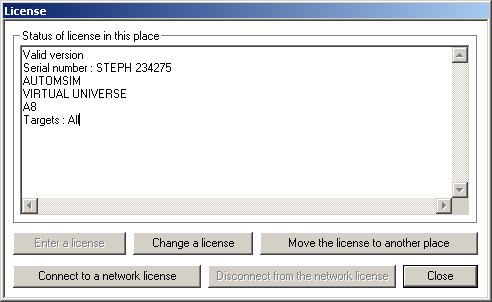 License
Status of license in this place
Valid version
Serial number : STEPH 234275
AUTOMSIM
VIRTUAL UNIVERSE
A8
Targets : All
Enter a license
Change a license
Move the license to another place
Connect to a network license
Disconnect from the network license
Close